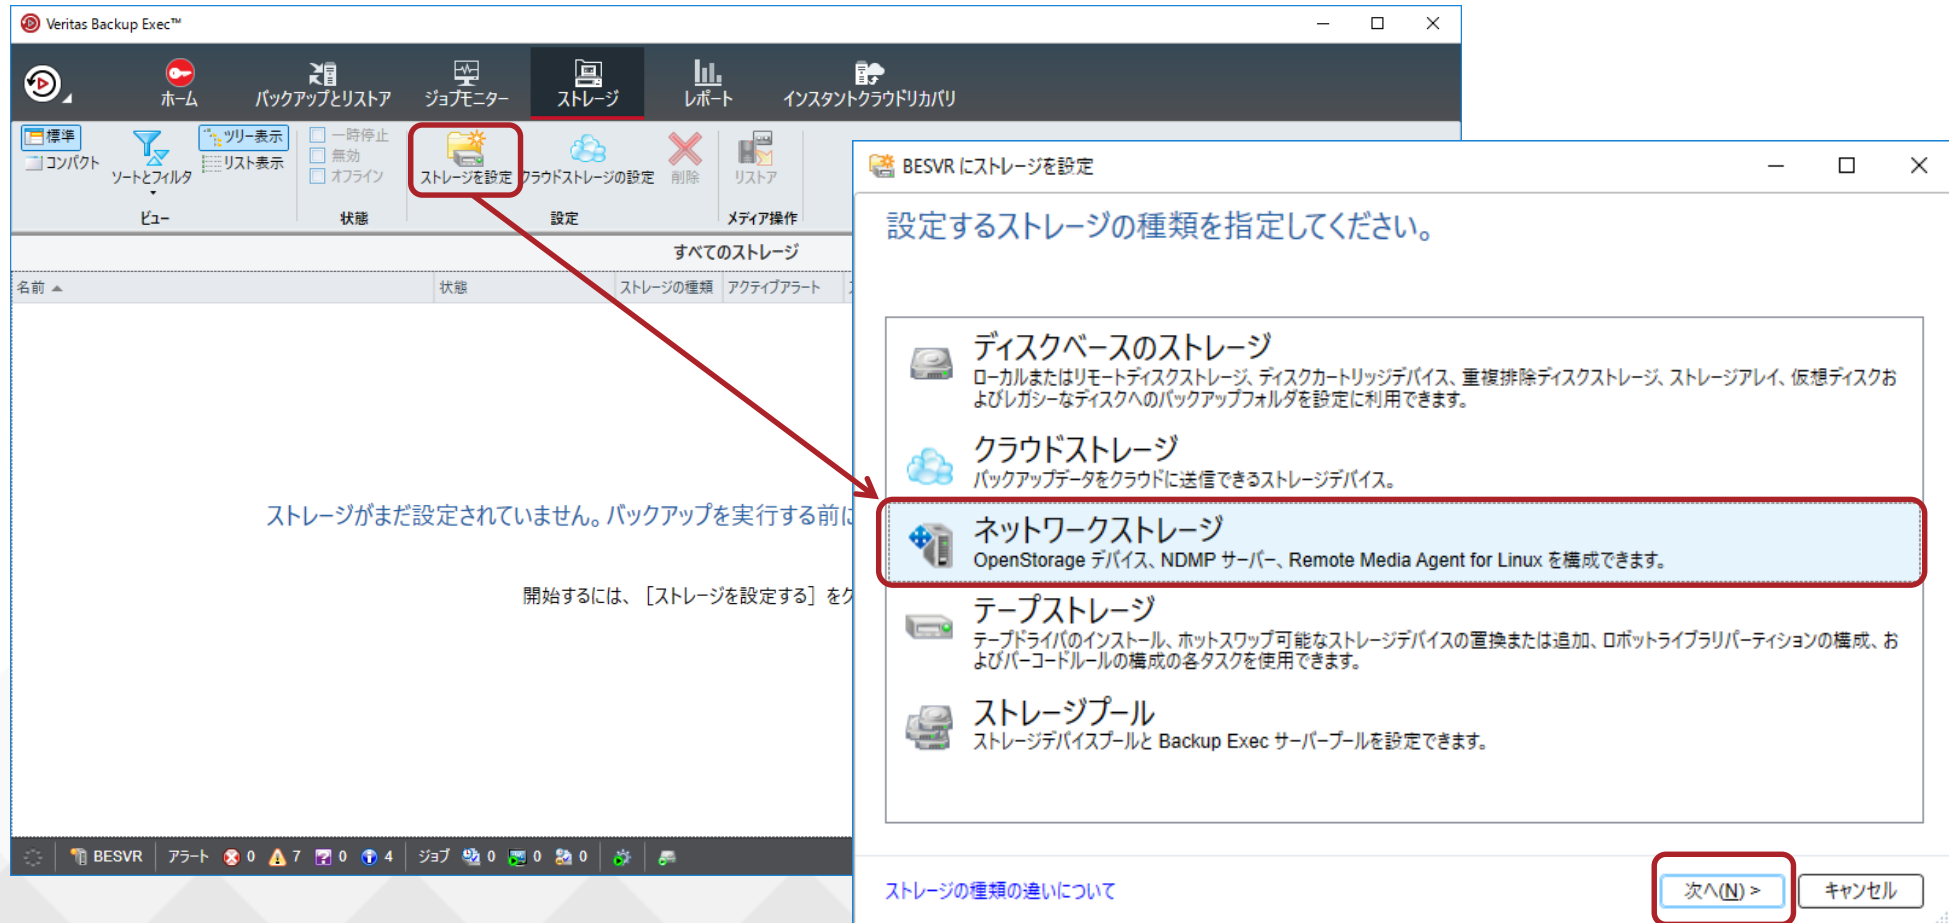 Veritas Backup Exec™
ホーム
バックアップとリストア
ジョブモニター
ストレージ
レポート
インスタントクラウドリカバリ
標準
コンパクト
ソートとフィルタ
ツリー表示
リスト表示
ビュー
一時停止
無効
オフライン
状態
ストレージを設定
クラウドストレージの設定
削除
設定
リストア
メディア操作
すべてのストレージ
名前
状態
ストレージの種類
アクティブアラート
ストレージがまだ設定されていません。バックアップを実行する前に
開始するには、[ストレージを設定する] をク
BESVR
アラート 0 7 0 4
ジョブ 0 0 0
BESVR にストレージを設定
設定するストレージの種類を指定してください。
ディスクベースのストレージ
ローカルまたはリモートディスクストレージ、ディスクカートリッジデバイス、重複排除ディスクストレージ、ストレージアレイ、仮想ディスクお
よびレガシーなディスクへのバックアップフォルダを設定に利用できます。
クラウドストレージ
バックアップデータをクラウドに送信できるストレージデバイス。
ネットワークストレージ
OpenStorage デバイス、NDMP サーバー、Remote Media Agent for Linux を構成できます。
テープストレージ
テープドライバのインストール、ホットスワップ可能なストレージデバイスの置換または追加、ロボットライブラリパーティションの構成、お
よびバーコードルールの構成の各タスクを使用できます。
ストレージプール
ストレージデバイスプールと Backup Exec サーバープールを設定できます。
ストレージの種類の違いについて
次へ(N) >
キャンセル